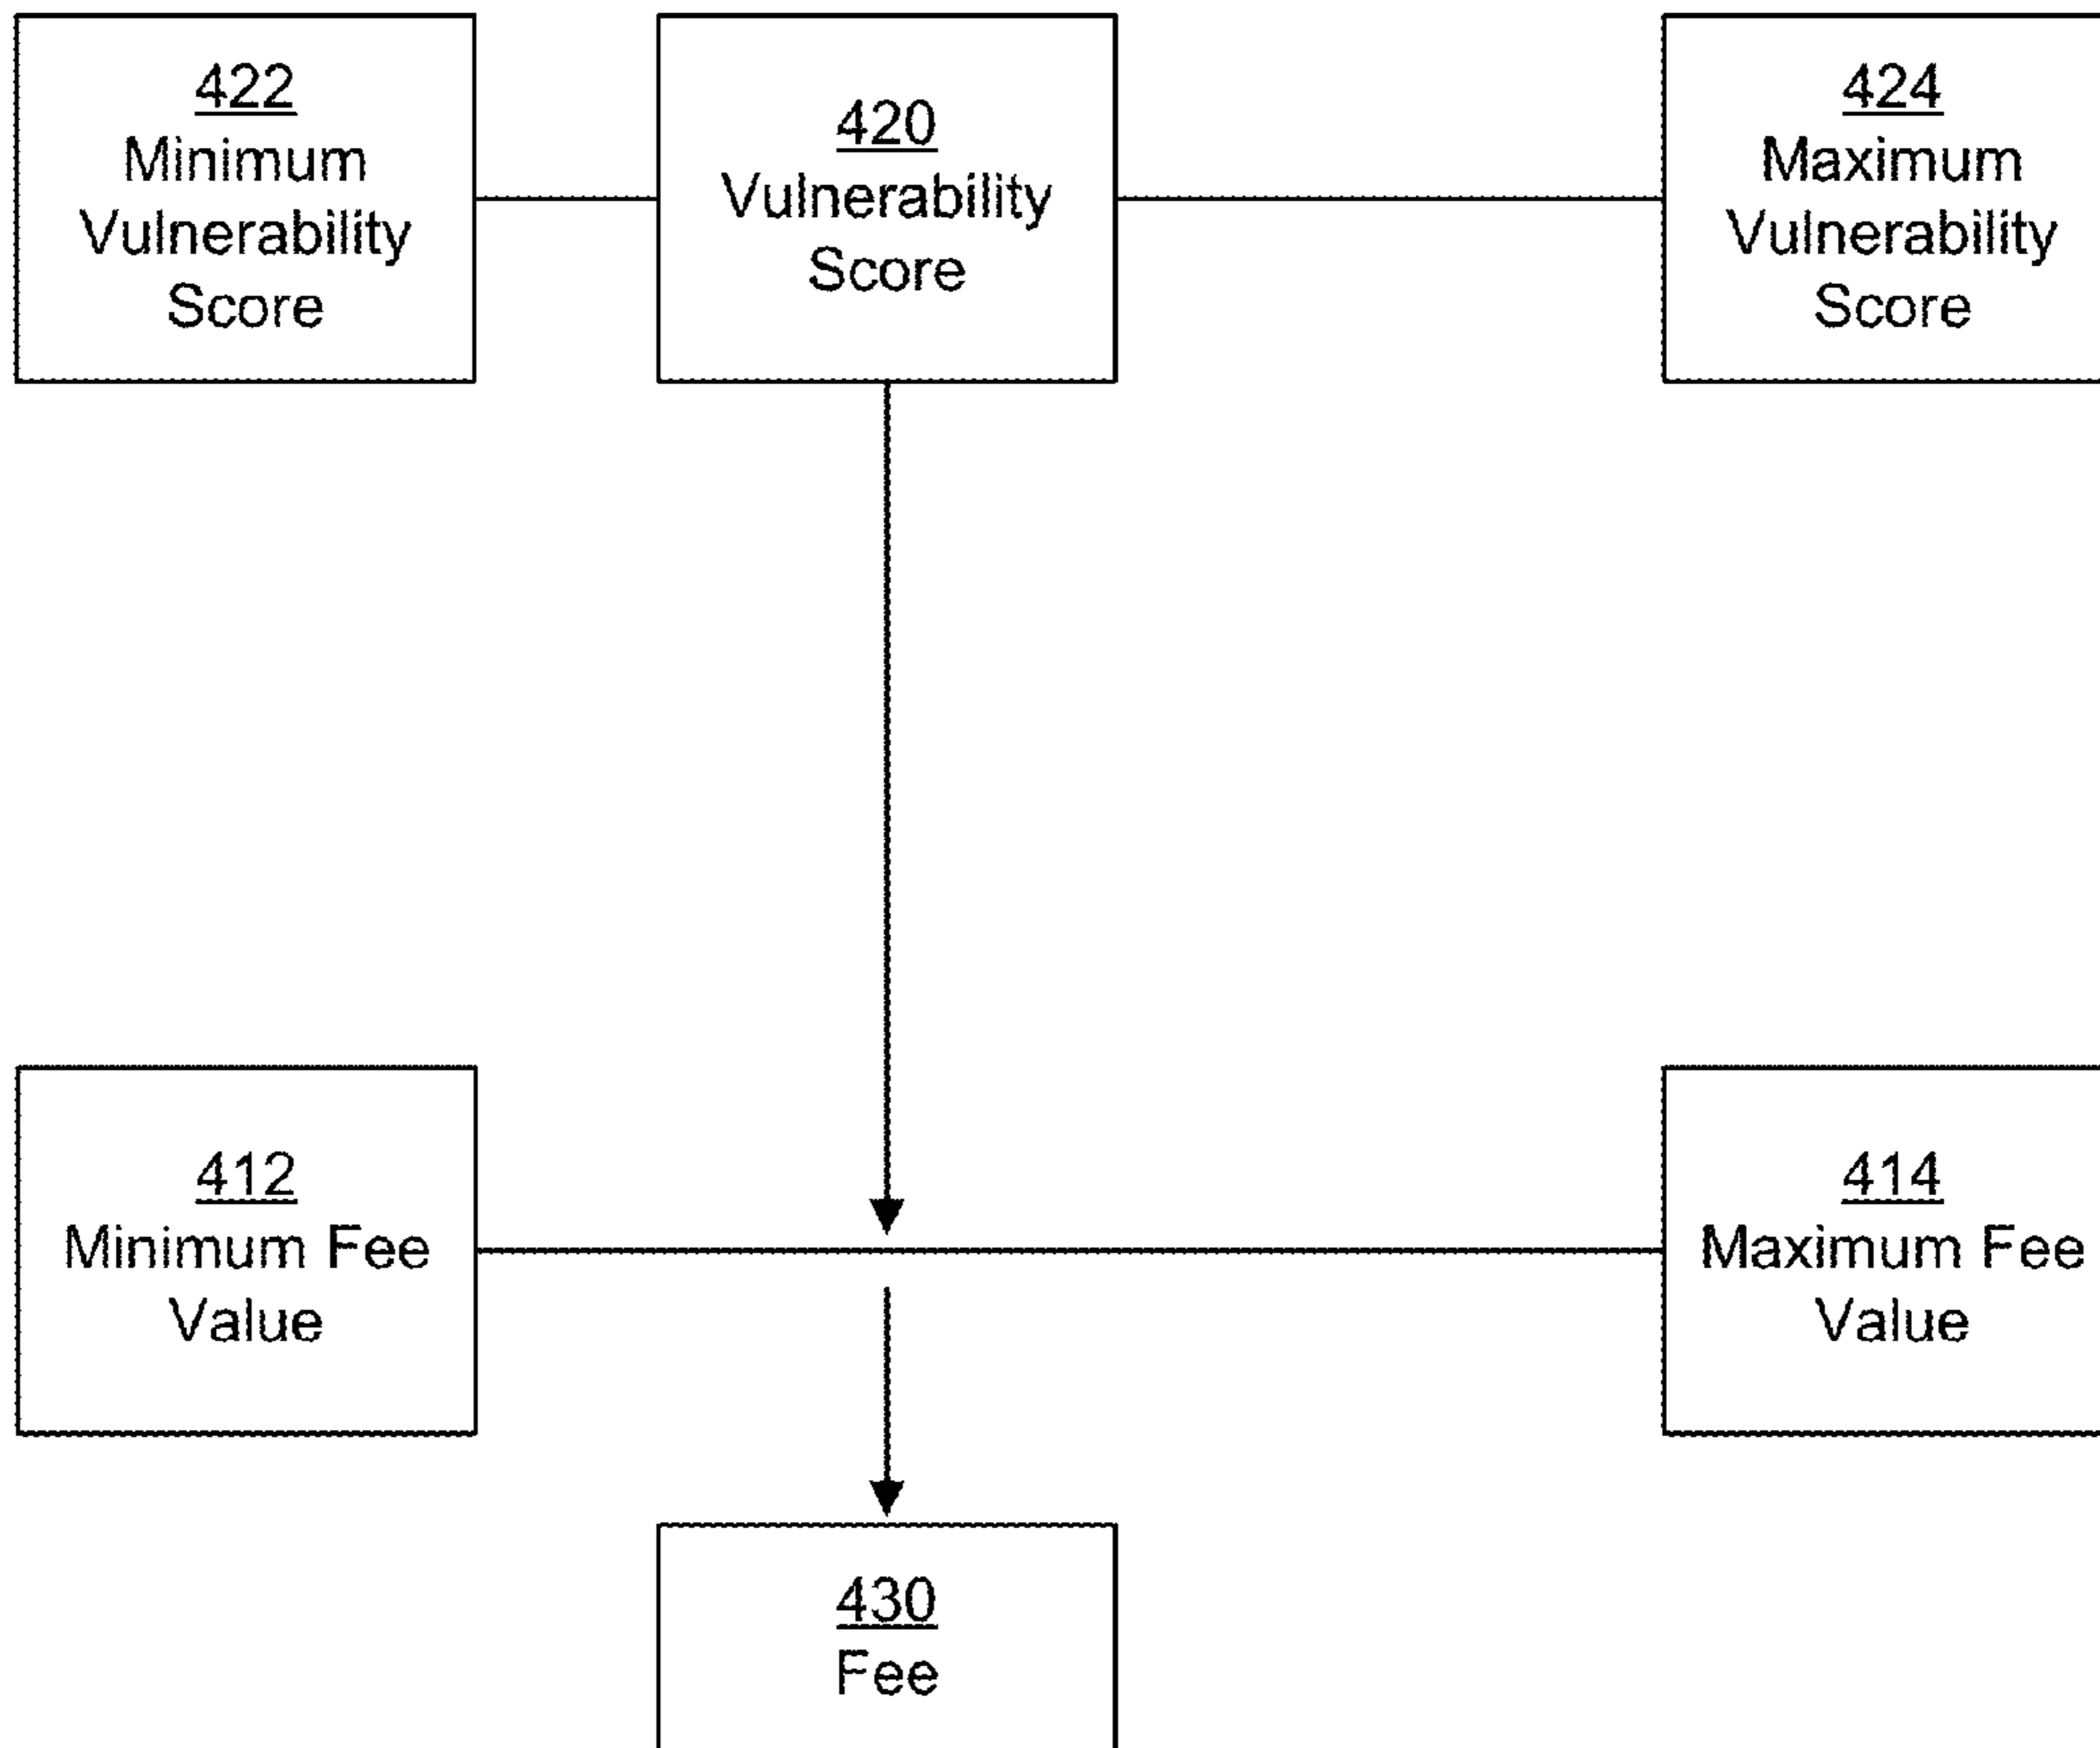 422
Minimum
Vulnerability
Score
420
Vulnerability
Score
424
Maximum
Vulnerability
Score
412
Minimum Fee
Value
414
Maximum Fee
Value
430
Fee